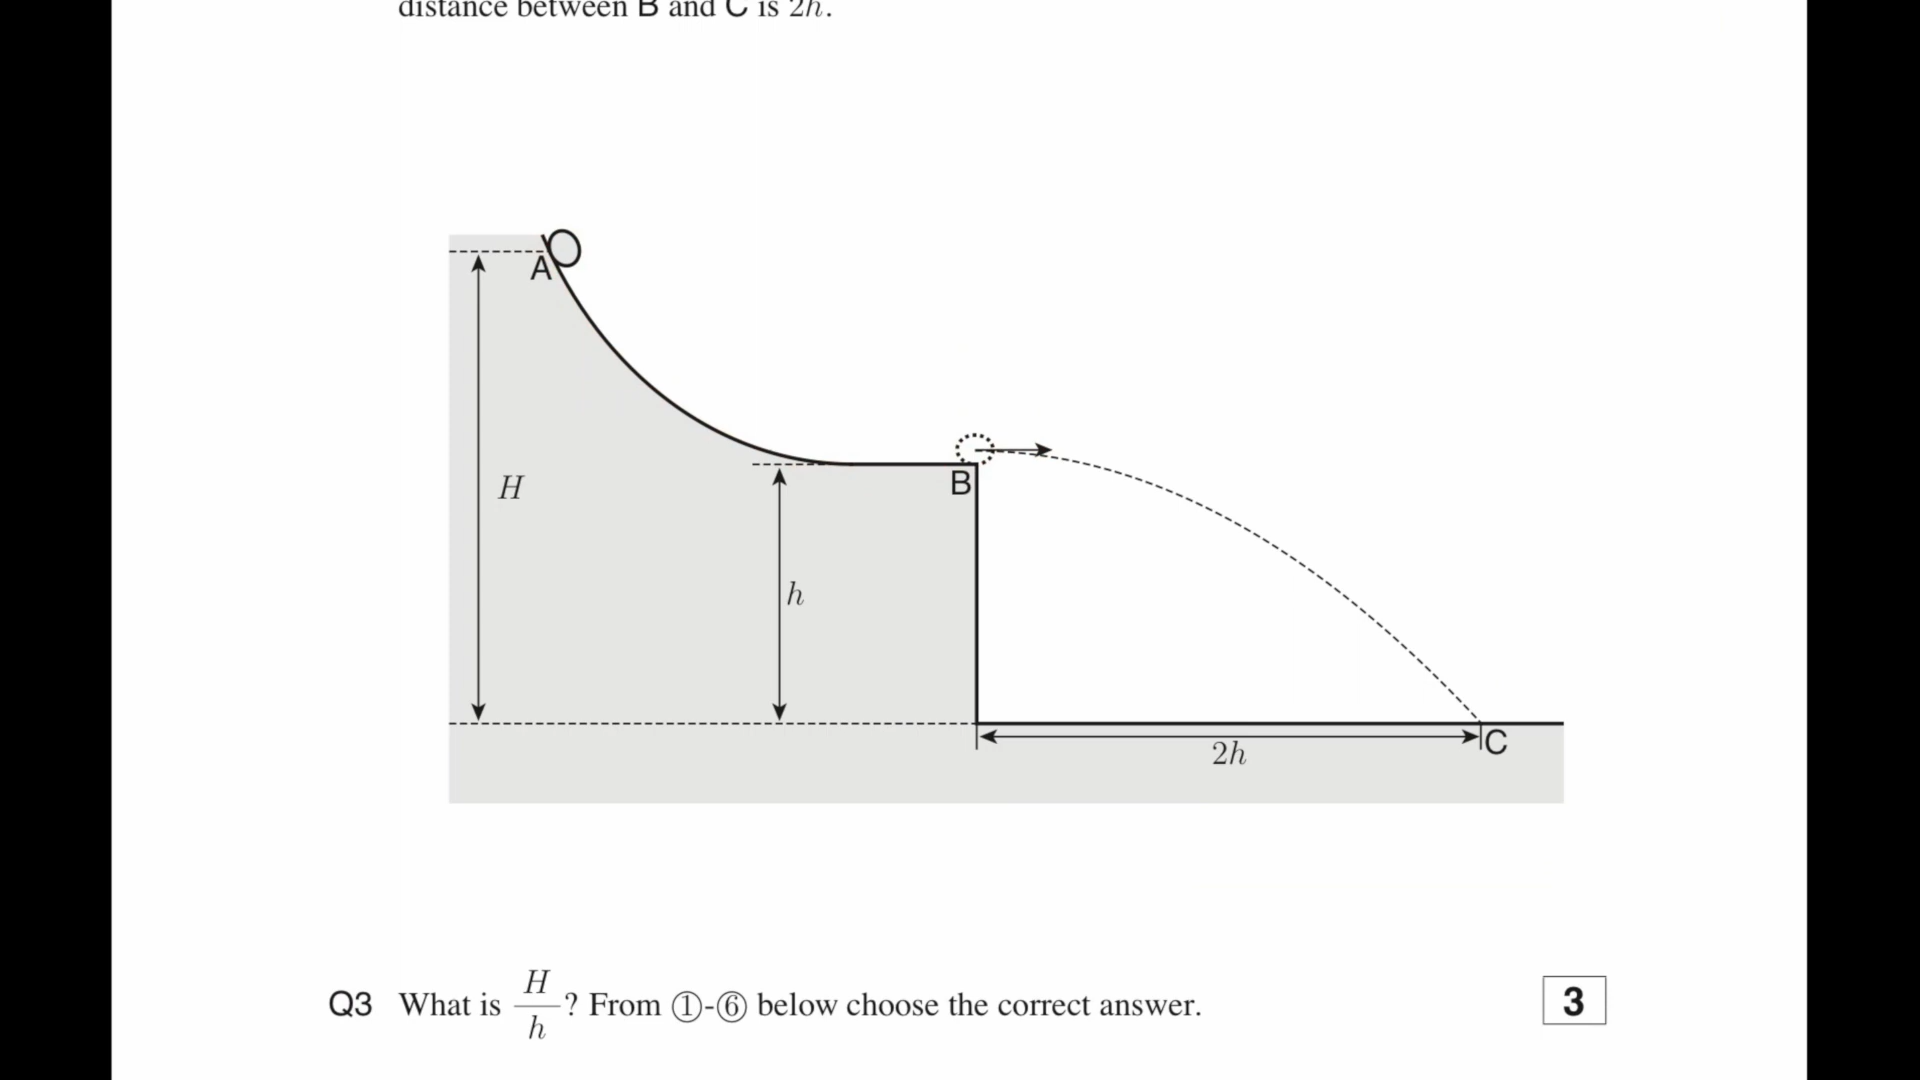 distance between B and C is 2h.
A
H
B
h
2h
C
Q3 What is H/h? From ①-⑥ below choose the correct answer.
3